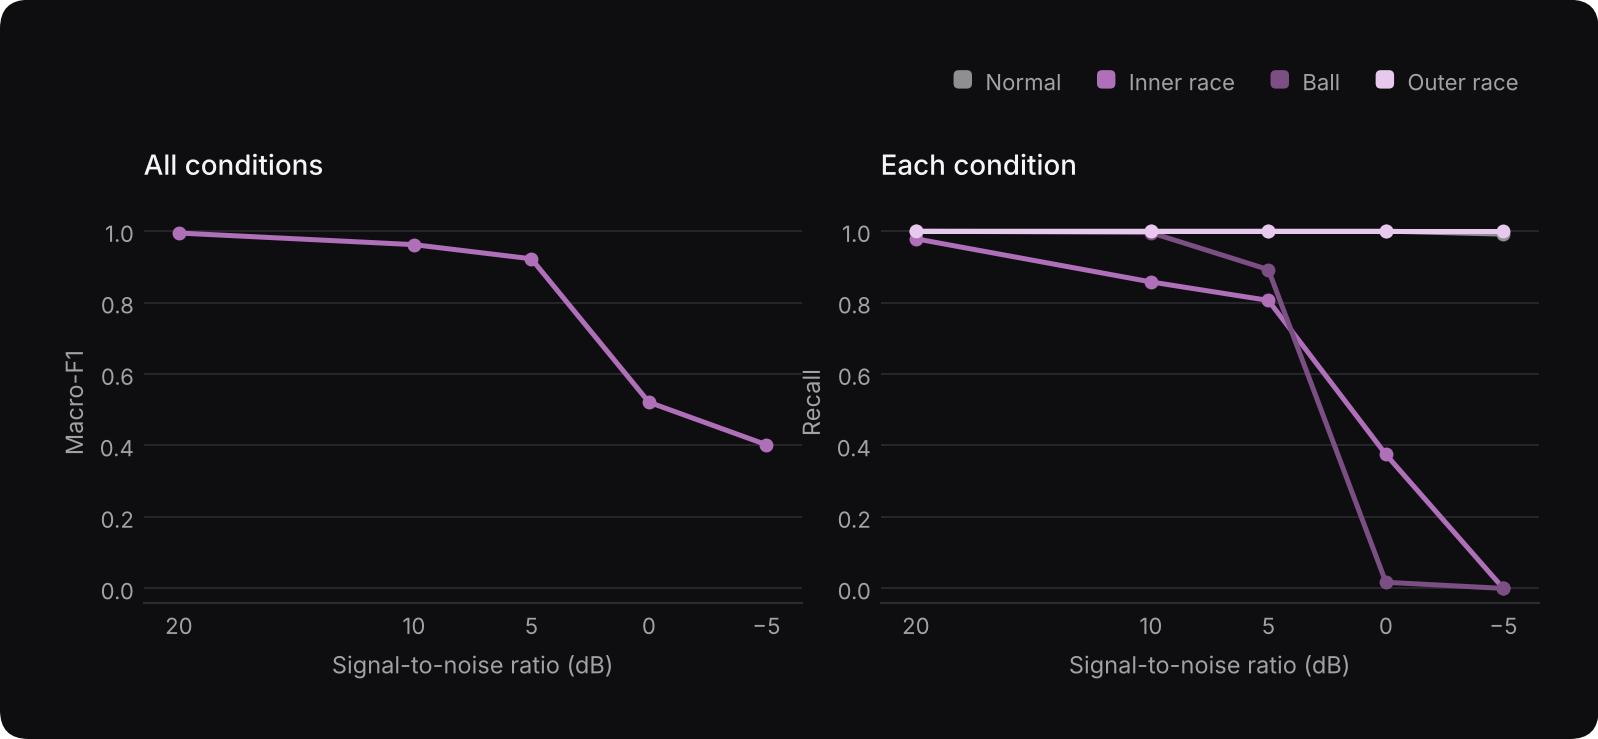 Normal
Inner race
Ball
Outer race
All conditions
Macro-F1
1.0
0.8
0.6
0.4
0.2
0.0
20
10
5
0
−5
Signal-to-noise ratio (dB)
Each condition
Recall
1.0
0.8
0.6
0.4
0.2
0.0
20
10
5
0
−5
Signal-to-noise ratio (dB)